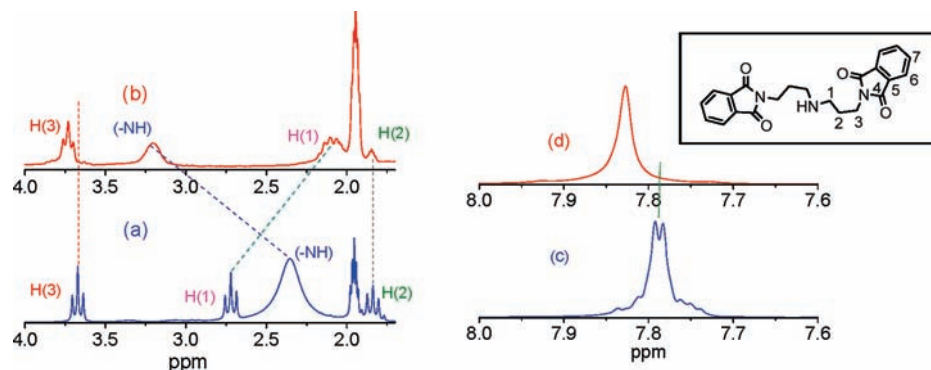 (b)
H(3)
(-NH)
H(1)
H(2)
4.0 3.5 3.0 2.5 2.0
(a)
(-NH)
H(3)
H(1)
H(2)
4.0 3.5 3.0 2.5 2.0
ppm
O
O
7
N
4
6
5
N
H
1
N
2
3
O
O
(d)
8.0 7.9 7.8 7.7 7.6
(c)
8.0 7.9 7.8 7.7 7.6
ppm